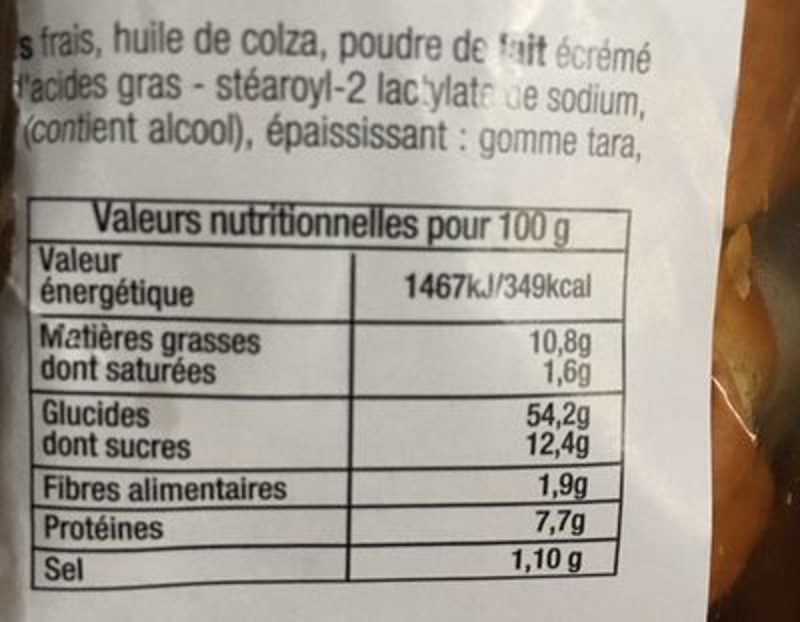 s frais, huile de colza, poudre de lait écrémé
d'acides gras - stéaroyl-2 lactylate de sodium,
(contient alcool), épaississant : gomme tara,
Valeurs nutritionnelles pour 100 g
Valeur
énergétique 1467kJ/349kcal
Matières grasses 10,8g
dont saturées 1,6g
Glucides 54,2g
dont sucres 12,4g
Fibres alimentaires 1,9g
Protéines 7,7g
Sel 1,10 g